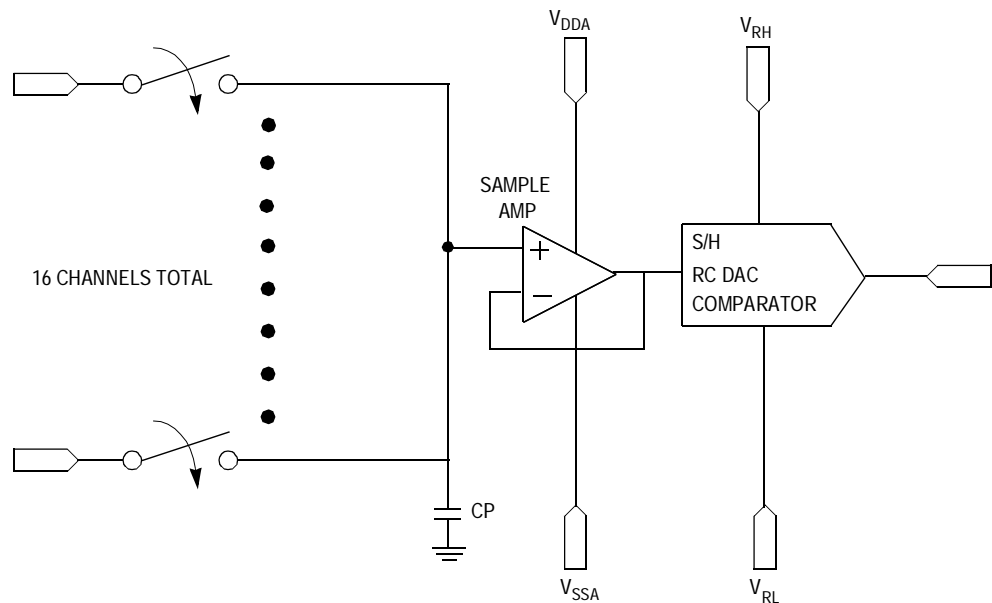 V_DDA
V_RH
SAMPLE
AMP
+
−
S/H
RC DAC
COMPARATOR
16 CHANNELS TOTAL
CP
V_SSA
V_RL